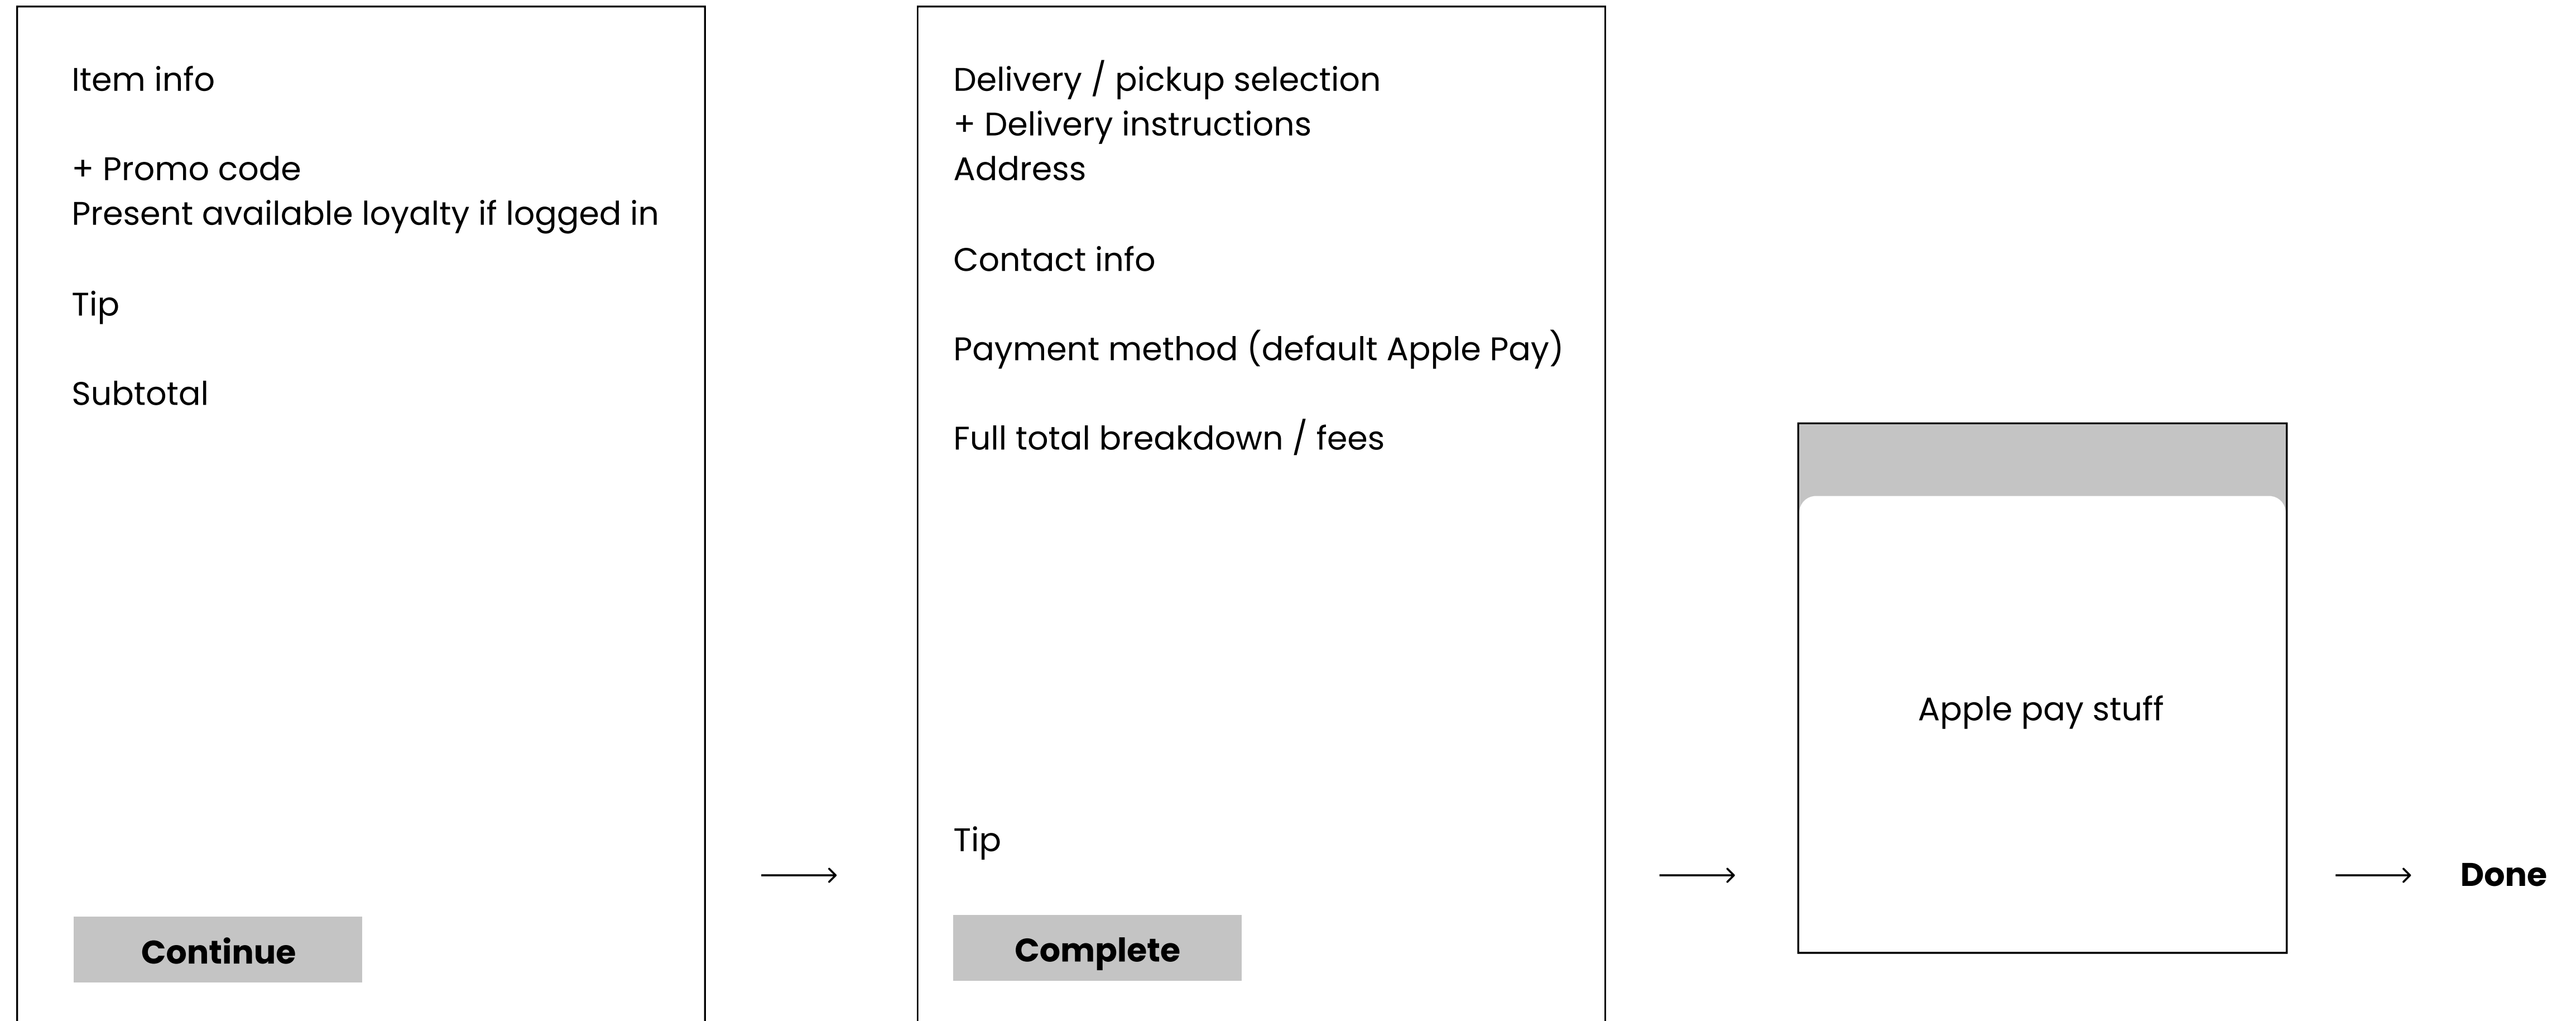 Item info
+ Promo code
Present available loyalty if logged in
Tip
Subtotal
Continue
Delivery / pickup selection
+ Delivery instructions
Address
Contact info
Payment method (default Apple Pay)
Full total breakdown / fees
Tip
Complete
Apple pay stuff
Done